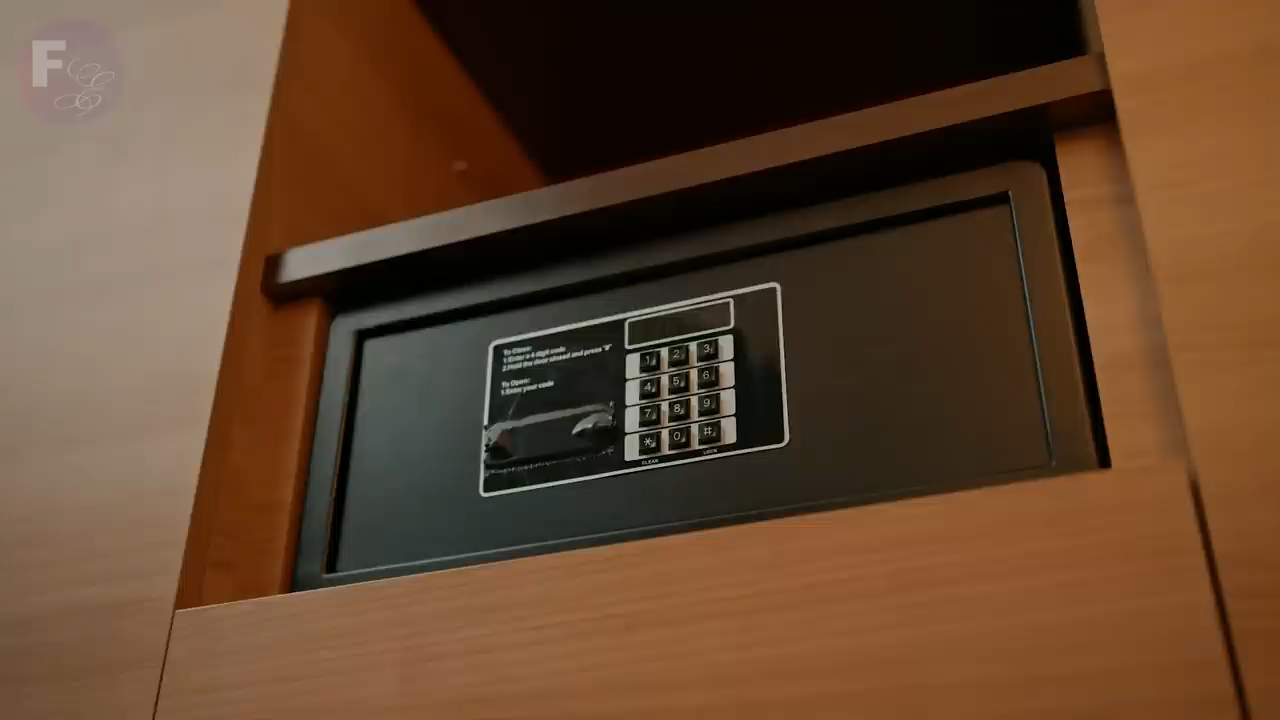 F
To Close:
1.Enter a 4 digit code
2.Hold the door closed and press "#"
To Open:
1.Enter your code
1 2 3
4 5 6
7 8 9
* 0 #
CLEAR LOCK